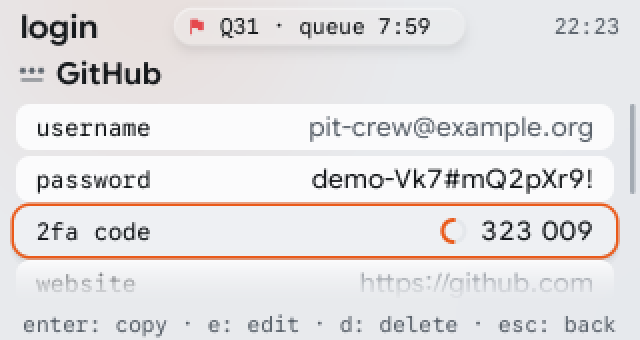 login
Q31 · queue 7:59
22:23
GitHub
username pit-crew@example.org
password demo-Vk7#mQ2pXr9!
2fa code 323 009
website https://github.com
enter: copy · e: edit · d: delete · esc: back